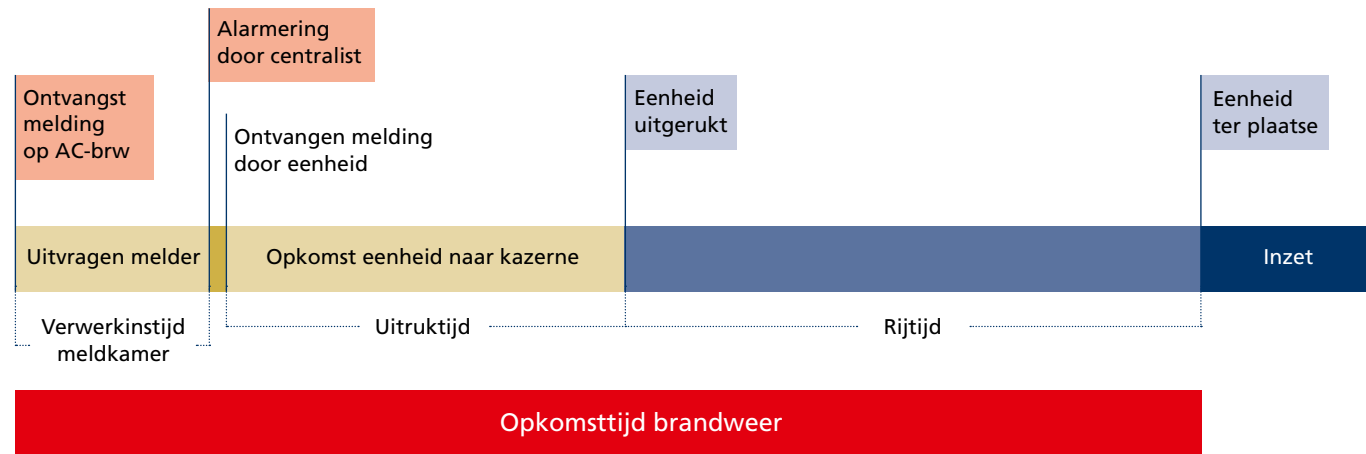 Alarmering
door centralist
Ontvangst
melding
op AC-brw
Ontvangen melding
door eenheid
Eenheid
uitgerukt
Eenheid
ter plaatse
Uitvragen melder
Opkomst eenheid naar kazerne
Inzet
Verwerkinstijd
meldkamer
Uitruktijd
Rijtijd
Opkomsttijd brandweer